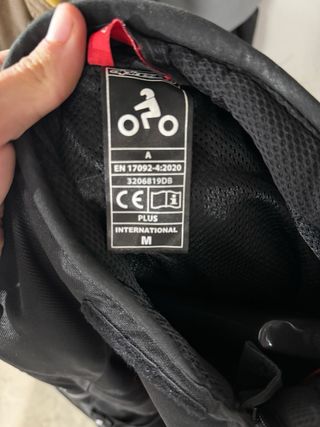 A
EN 17092-4:2020
3206819DB
CE i
PLUS
INTERNATIONAL
M